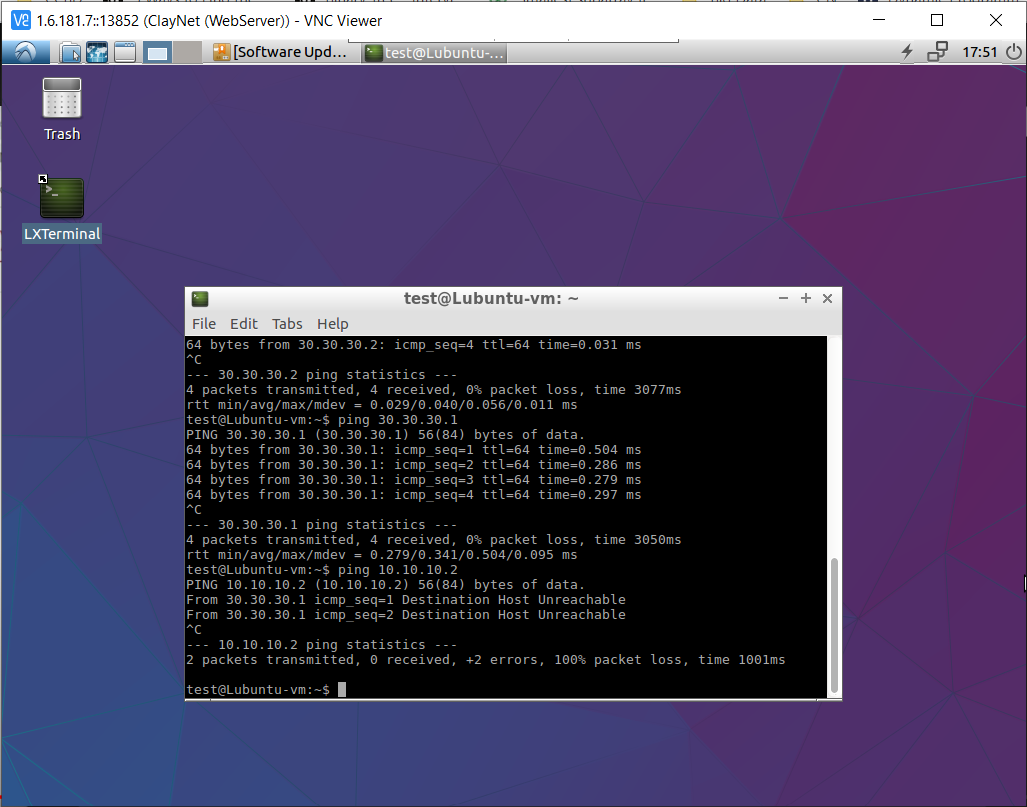 1.6.181.7::13852 (ClayNet (WebServer)) - VNC Viewer
[Software Upd...
test@Lubuntu-...
17:51
Trash
LXTerminal
test@Lubuntu-vm: ~
File Edit Tabs Help
64 bytes from 30.30.30.2: icmp_seq=4 ttl=64 time=0.031 ms
^C
--- 30.30.30.2 ping statistics ---
4 packets transmitted, 4 received, 0% packet loss, time 3077ms
rtt min/avg/max/mdev = 0.029/0.040/0.056/0.011 ms
test@Lubuntu-vm:~$ ping 30.30.30.1
PING 30.30.30.1 (30.30.30.1) 56(84) bytes of data.
64 bytes from 30.30.30.1: icmp_seq=1 ttl=64 time=0.504 ms
64 bytes from 30.30.30.1: icmp_seq=2 ttl=64 time=0.286 ms
64 bytes from 30.30.30.1: icmp_seq=3 ttl=64 time=0.279 ms
64 bytes from 30.30.30.1: icmp_seq=4 ttl=64 time=0.297 ms
^C
--- 30.30.30.1 ping statistics ---
4 packets transmitted, 4 received, 0% packet loss, time 3050ms
rtt min/avg/max/mdev = 0.279/0.341/0.504/0.095 ms
test@Lubuntu-vm:~$ ping 10.10.10.2
PING 10.10.10.2 (10.10.10.2) 56(84) bytes of data.
From 30.30.30.1 icmp_seq=1 Destination Host Unreachable
From 30.30.30.1 icmp_seq=2 Destination Host Unreachable
^C
--- 10.10.10.2 ping statistics ---
2 packets transmitted, 0 received, +2 errors, 100% packet loss, time 1001ms
test@Lubuntu-vm:~$